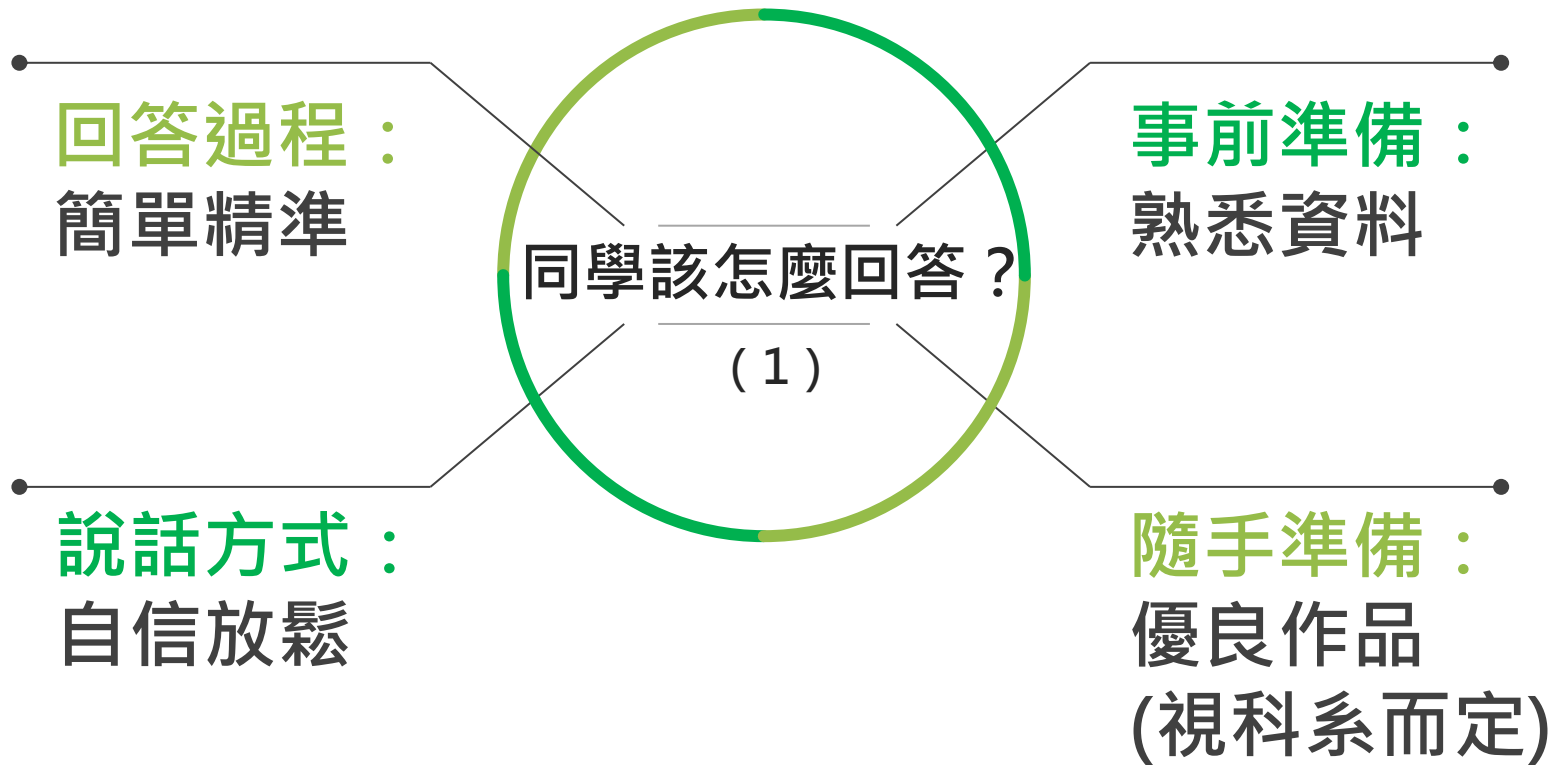 回答過程：
簡單精準
事前準備：
熟悉資料
同學該怎麼回答？
(1)
說話方式：
自信放鬆
隨手準備：
優良作品
(視科系而定)